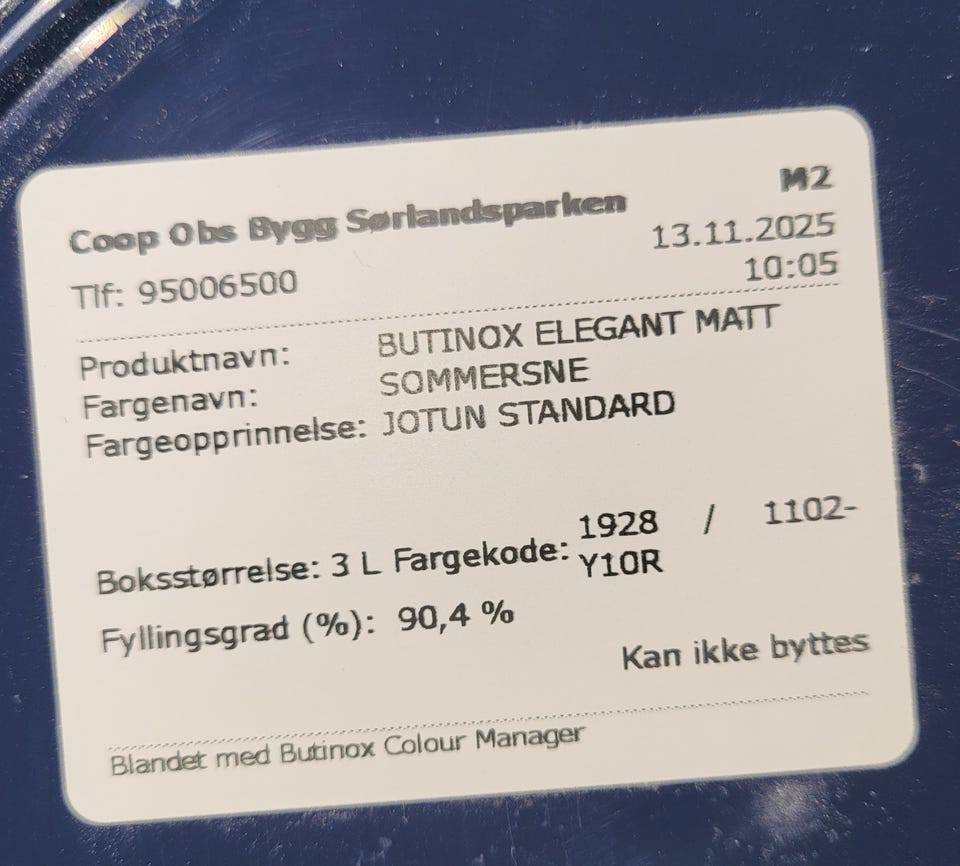 M2
Coop Obs Bygg Sørlandsparken
13.11.2025
Tlf: 95006500
10:05
Produktnavn: BUTINOX ELEGANT MATT
Fargenavn: SOMMERSNE
Fargeopprinnelse: JOTUN STANDARD
Boksstørrelse: 3 L Fargekode: 1928 / 1102-
Y10R
Fyllingsgrad (%): 90,4 %
Kan ikke byttes
Blandet med Butinox Colour Manager